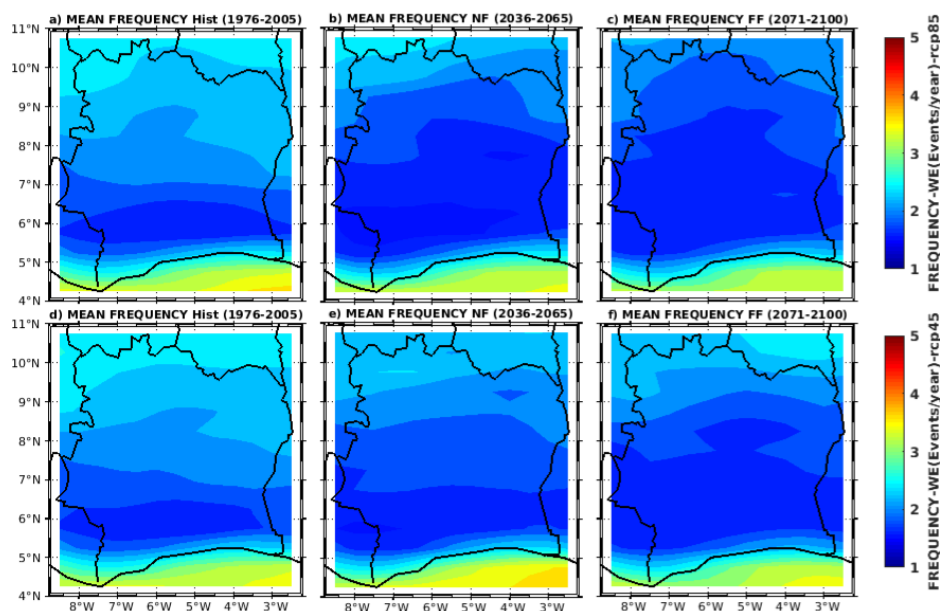 a) MEAN FREQUENCY Hist (1976-2005)
b) MEAN FREQUENCY NF (2036-2065)
c) MEAN FREQUENCY FF (2071-2100)
11°N
10°N
9°N
8°N
7°N
6°N
5°N
4°N
5
4
3
2
1
FREQUENCY-WE(Events/year)-rcp85
d) MEAN FREQUENCY Hist (1976-2005)
e) MEAN FREQUENCY NF (2036-2065)
f) MEAN FREQUENCY FF (2071-2100)
11°N
10°N
9°N
8°N
7°N
6°N
5°N
4°N
8°W 7°W 6°W 5°W 4°W 3°W
8°W 7°W 6°W 5°W 4°W 3°W
8°W 7°W 6°W 5°W 4°W 3°W
5
4
3
2
1
FREQUENCY-WE(Events/year)-rcp45